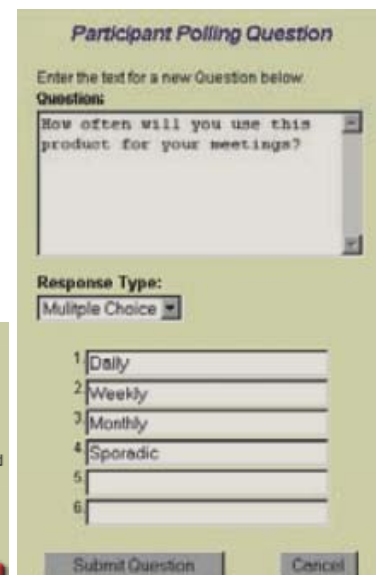 Participant Polling Question
Enter the text for a new Question below.
Question:
How often will you use this
product for your meetings?
Response Type:
Mulitple Choice
1. Daily
2. Weekly
3. Monthly
4. Sporadic
5.
6.
Submit Question Cancel